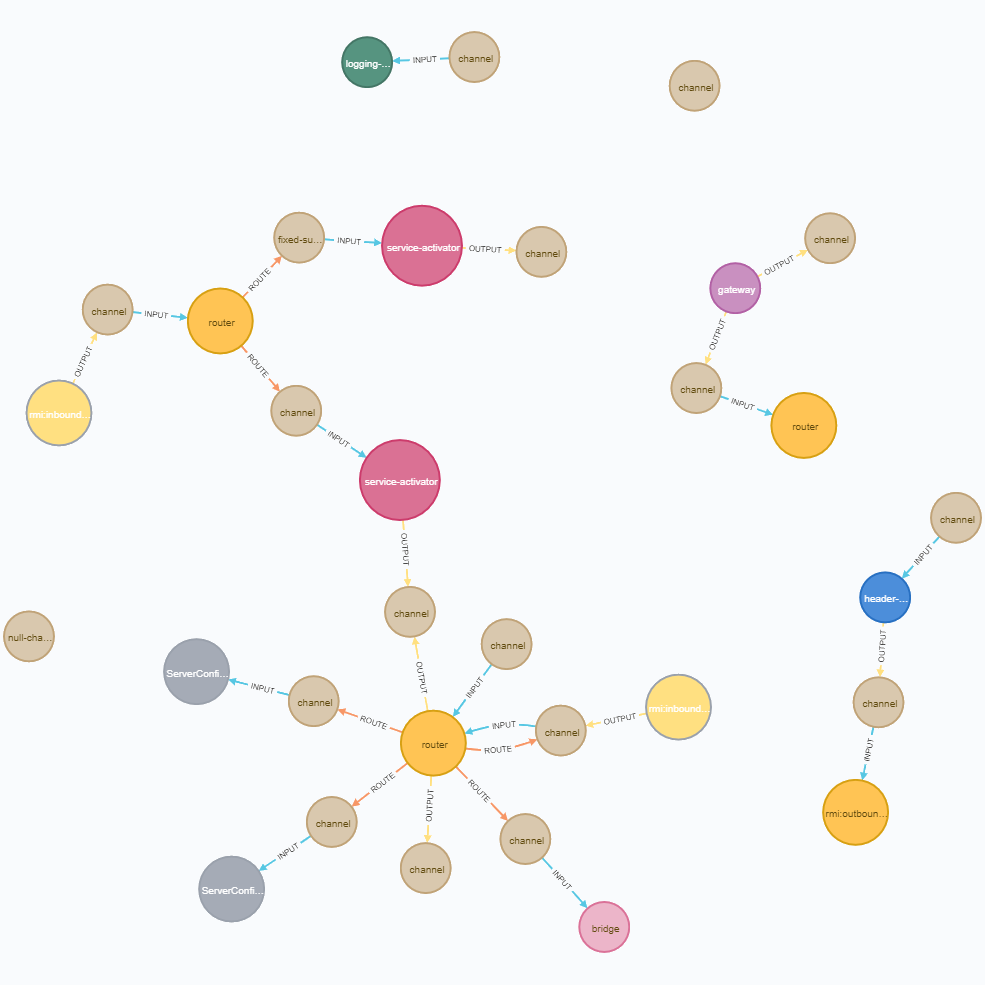 logging-...
INPUT
channel
channel
fixed-su...
INPUT
service-activator
OUTPUT
channel
channel
OUTPUT
gateway
ROUTE
channel
INPUT
router
OUTPUT
OUTPUT
ROUTE
rmi:inbound...
channel
INPUT
channel
INPUT
router
service-activator
channel
OUTPUT
INPUT
header-...
channel
channel
null-cha...
OUTPUT
ServerConfi...
INPUT
channel
OUTPUT
INPUT
channel
ROUTE
router
INPUT
ROUTE
channel
OUTPUT
rmi:inbound...
channel
INPUT
ROUTE
ROUTE
OUTPUT
channel
channel
rmi:outboun...
INPUT
channel
ServerConfi...
INPUT
bridge